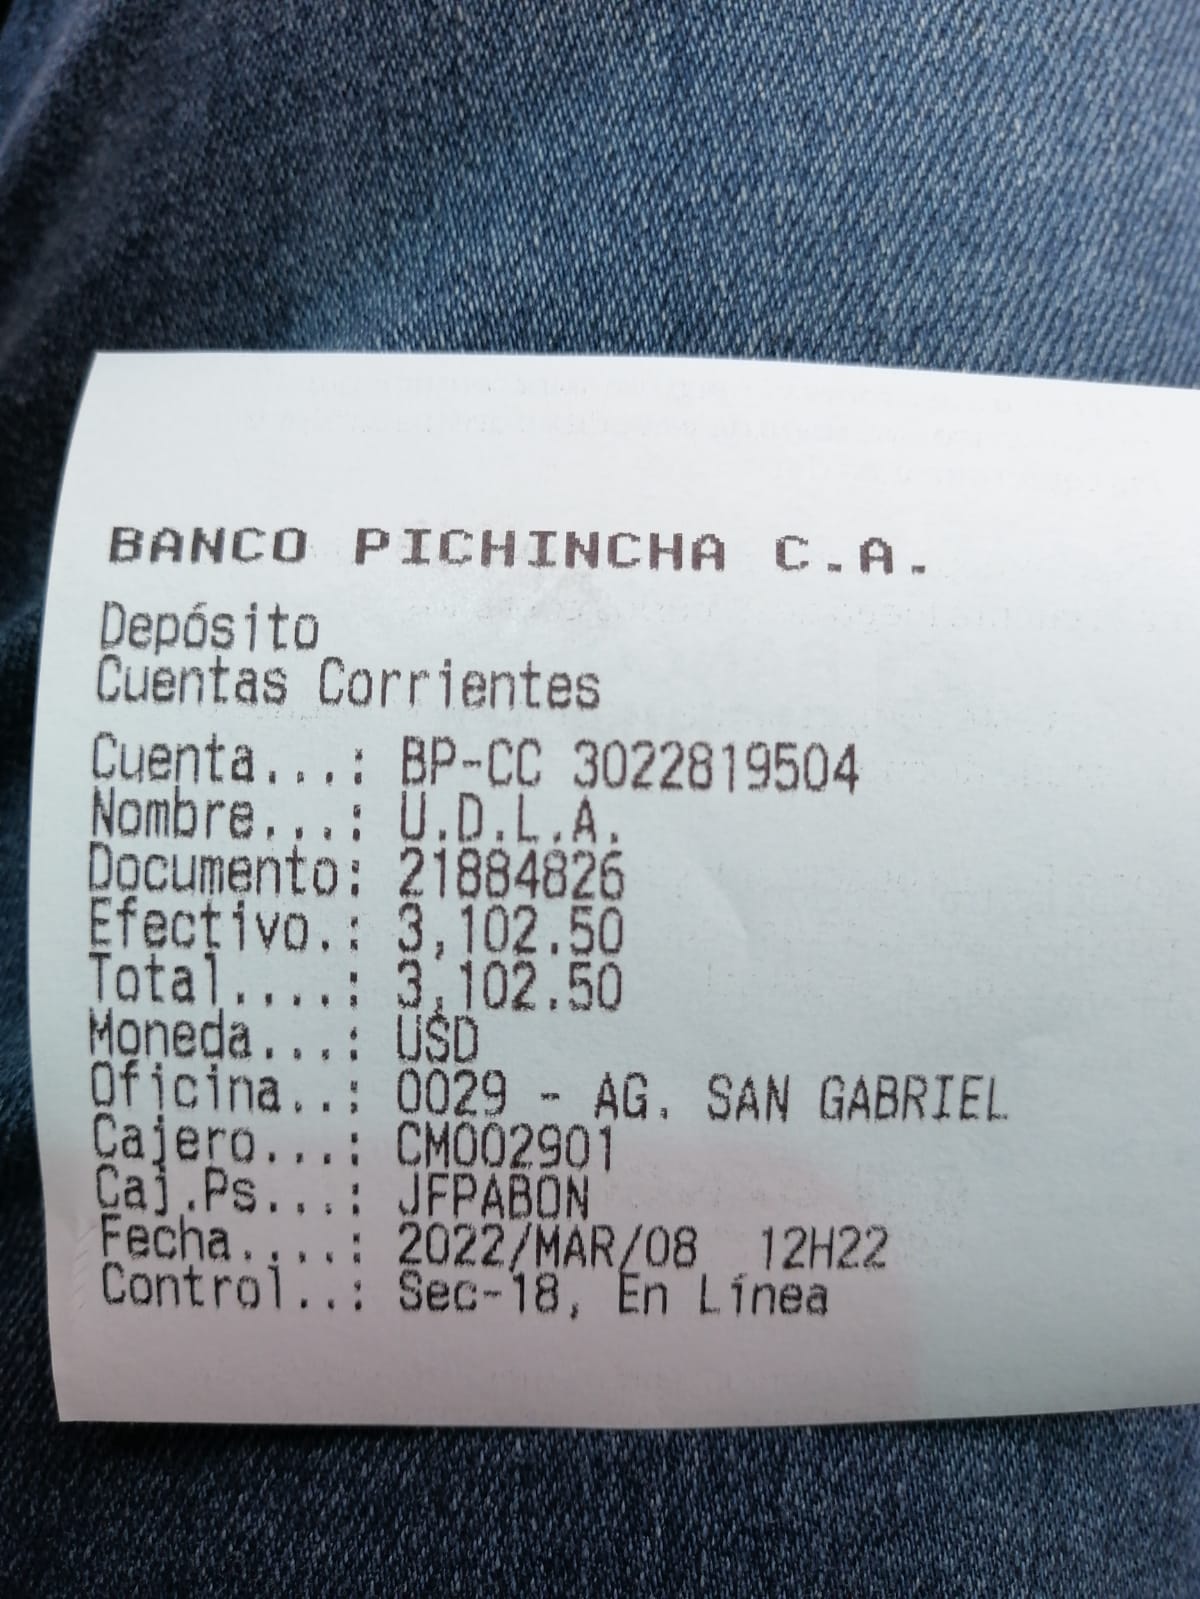 BANCO PICHINCHA C.A.
Depósito
Cuentas Corrientes
Cuenta...: BP-CC 3022819504
Nombre...: U.D.L.A.
Documento: 21884826
Efectivo.: 3,102.50
Total....: 3,102.50
Moneda...: USD
Oficina..: 0029 - AG. SAN GABRIEL
Cajero...: CM002901
Caj.Ps...: JFPABON
Fecha....: 2022/MAR/08  12H22
Control..: Sec-18, En Línea